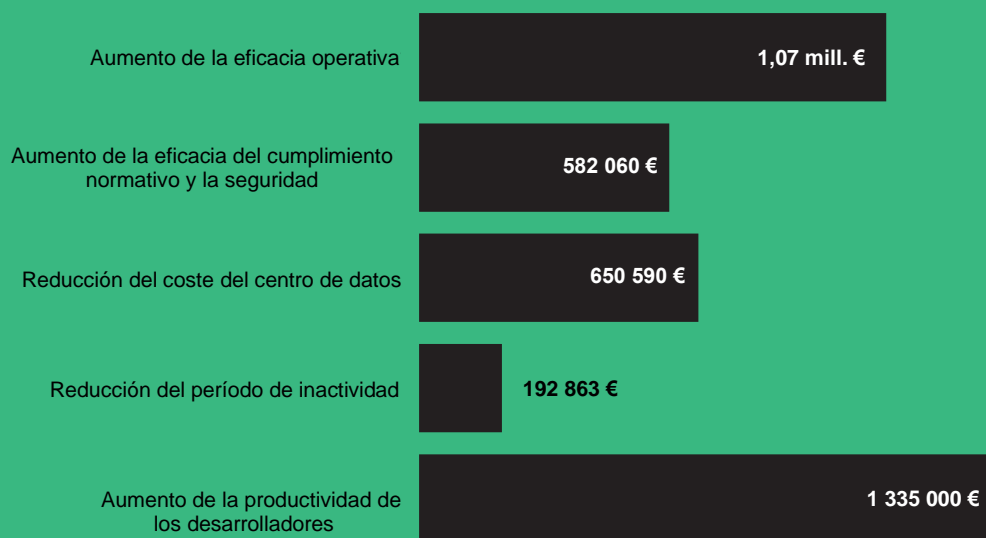 Aumento de la eficacia operativa
1,07 mill. €
Aumento de la eficacia del cumplimiento
normativo y la seguridad
582 060 €
Reducción del coste del centro de datos
650 590 €
Reducción del período de inactividad
192 863 €
Aumento de la productividad de
los desarrolladores
1 335 000 €